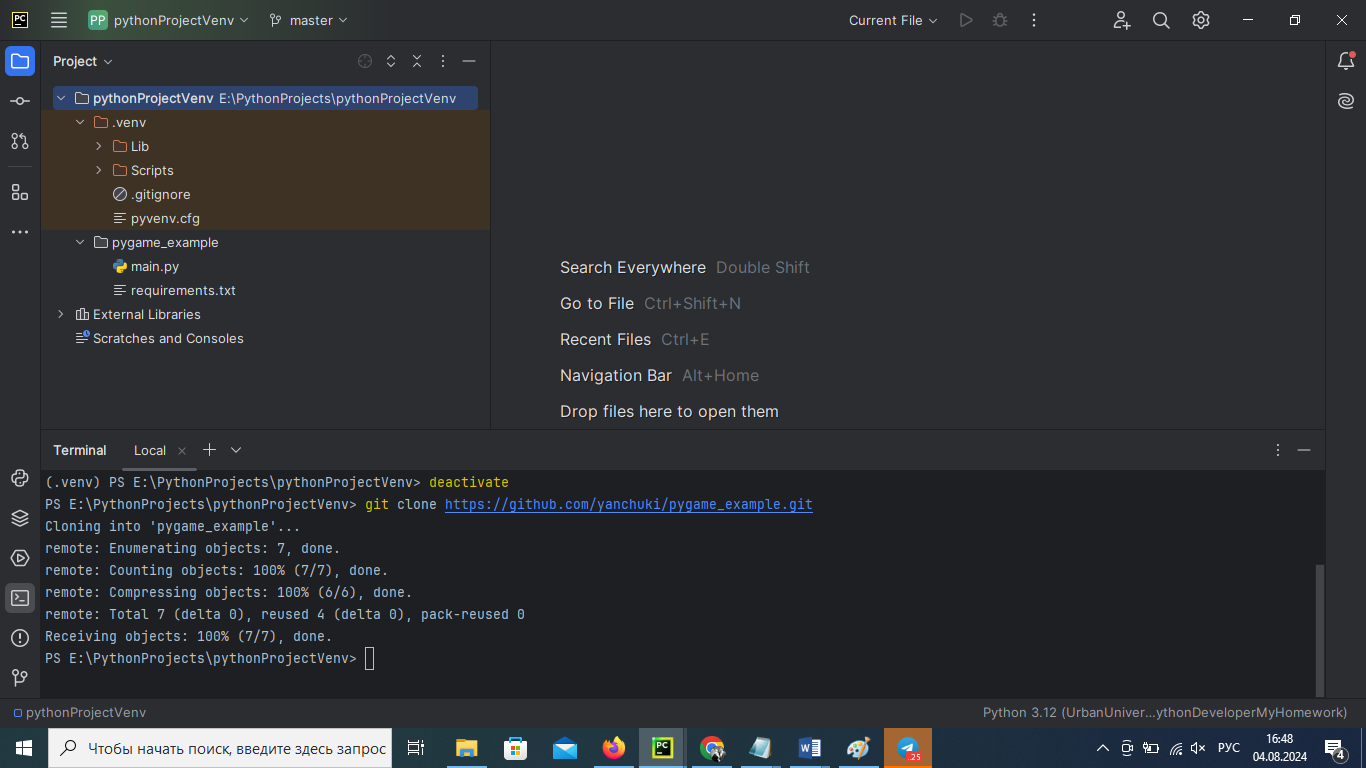 PC PP pythonProjectVenv master Current File
Project
pythonProjectVenv E:\PythonProjects\pythonProjectVenv
.venv
Lib
Scripts
.gitignore
pyvenv.cfg
pygame_example
main.py
requirements.txt
External Libraries
Scratches and Consoles
Search Everywhere Double Shift
Go to File Ctrl+Shift+N
Recent Files Ctrl+E
Navigation Bar Alt+Home
Drop files here to open them
Terminal Local
(.venv) PS E:\PythonProjects\pythonProjectVenv> deactivate
PS E:\PythonProjects\pythonProjectVenv> git clone https://github.com/yanchuki/pygame_example.git
Cloning into 'pygame_example'...
remote: Enumerating objects: 7, done.
remote: Counting objects: 100% (7/7), done.
remote: Compressing objects: 100% (6/6), done.
remote: Total 7 (delta 0), reused 4 (delta 0), pack-reused 0
Receiving objects: 100% (7/7), done.
PS E:\PythonProjects\pythonProjectVenv>
pythonProjectVenv Python 3.12 (UrbanUniver...ythonDeveloperMyHomework)
Чтобы начать поиск, введите здесь запрос PC W .25 РУС 16:48
04.08.2024 4